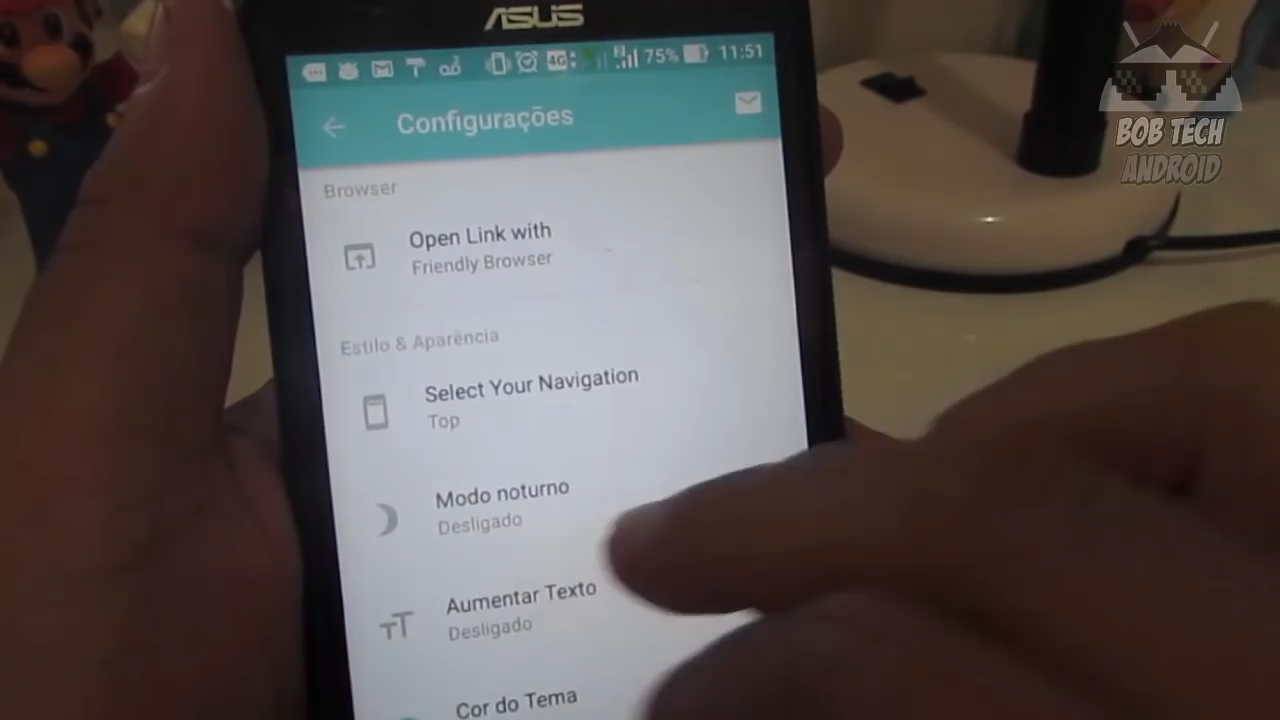 ASUS
4G 2 75% 11:51
Configurações
BOB TECH
ANDROID
Browser
Open Link with
Friendly Browser
Estilo & Aparência
Select Your Navigation
Top
Modo noturno
Desligado
Aumentar Texto
Desligado
Cor do Tema